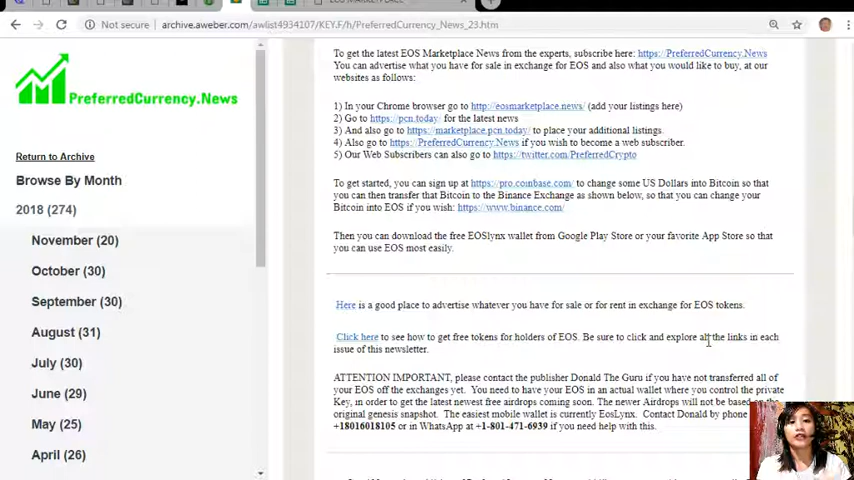 EOS MARKETPLACE
Not secure | archive.aweber.com/awlist4934107/KEY.F/h/PreferredCurrency_News_23.htm
PreferredCurrency.News
Return to Archive
Browse By Month
2018 (274)
November (20)
October (30)
September (30)
August (31)
July (30)
June (29)
May (25)
April (26)
To get the latest EOS Marketplace News from the experts, subscribe here: https://PreferredCurrency.News
You can advertise what you have for sale in exchange for EOS and also what you would like to buy, at our
websites as follows:
1) In your Chrome browser go to http://eosmarketplace.news/ (add your listings here)
2) Go to https://pcn.today/ for the latest news
3) And also go to https://marketplace.pcn.today/ to place your additional listings.
4) Also go to https://PreferredCurrency.News if you wish to become a web subscriber.
5) Our Web Subscribers can also go to https://twitter.com/PreferredCrypto
To get started, you can sign up at https://pro.coinbase.com/ to change some US Dollars into Bitcoin so that
you can then transfer that Bitcoin to the Binance Exchange as shown below, so that you can change your
Bitcoin into EOS if you wish: https://www.binance.com/
Then you can download the free EOSlynx wallet from Google Play Store or your favorite App Store so that
you can use EOS most easily.
Here is a good place to advertise whatever you have for sale or for rent in exchange for EOS tokens.
Click here to see how to get free tokens for holders of EOS. Be sure to click and explore all the links in each
issue of this newsletter.
ATTENTION IMPORTANT, please contact the publisher Donald The Guru if you have not transferred all of
your EOS off the exchanges yet. You need to have your EOS in an actual wallet where you control the private
Key, in order to get the latest newest free airdrops coming soon. The newer Airdrops will not be based on the
original genesis snapshot. The easiest mobile wallet is currently EosLynx. Contact Donald by phone
+18016018105 or in WhatsApp at +1-801-471-6939 if you need help with this.